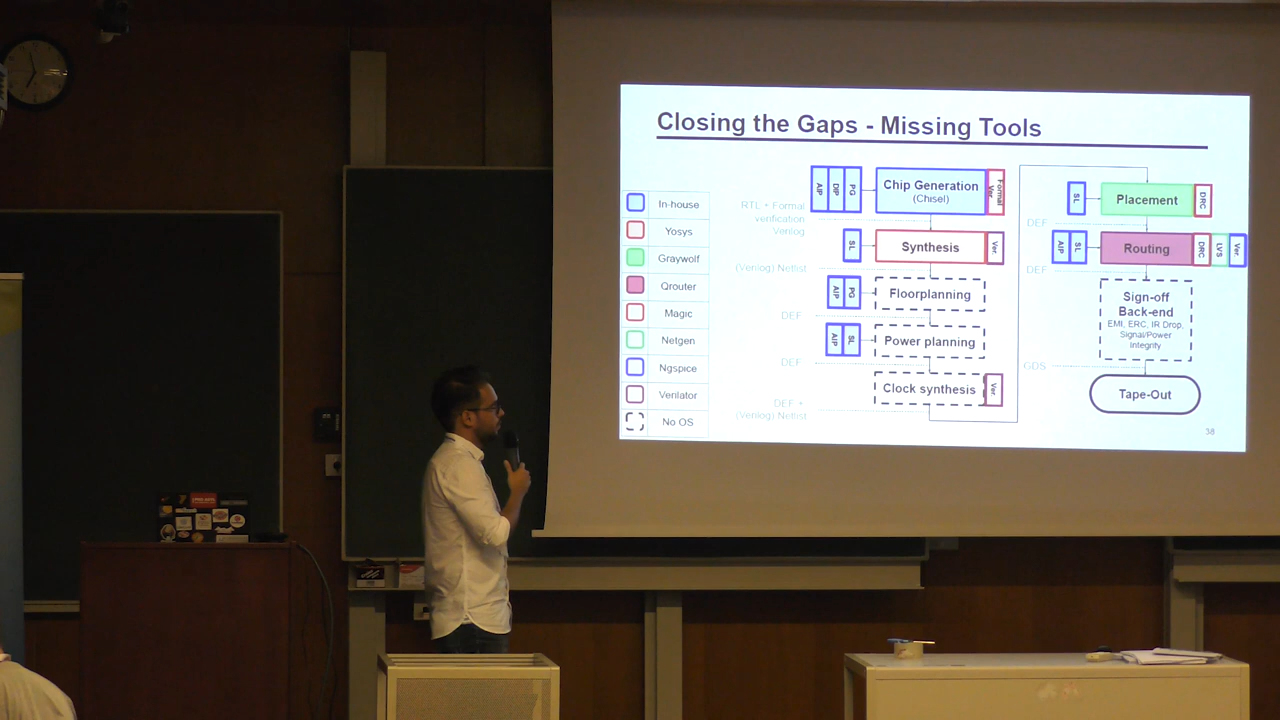 Closing the Gaps - Missing Tools
In-house
Yosys
Graywolf
Qrouter
Magic
Netgen
Ngspice
Verilator
No OS
AIP
DIP
PG
Chip Generation
(Chisel)
Formal
Ver.
RTL + Formal
verification
Verilog
SL
Synthesis
Ver.
(Verilog) Netlist
AIP
PG
Floorplanning
DEF
AIP
SL
Power planning
DEF
Clock synthesis
Ver.
DEF +
(Verilog) Netlist
SL
Placement
DRC
DEF
AIP
SL
Routing
DRC
LVS
Ver.
DEF
Sign-off
Back-end
EMI, ERC, IR Drop,
Signal/Power
Integrity
GDS
Tape-Out
38